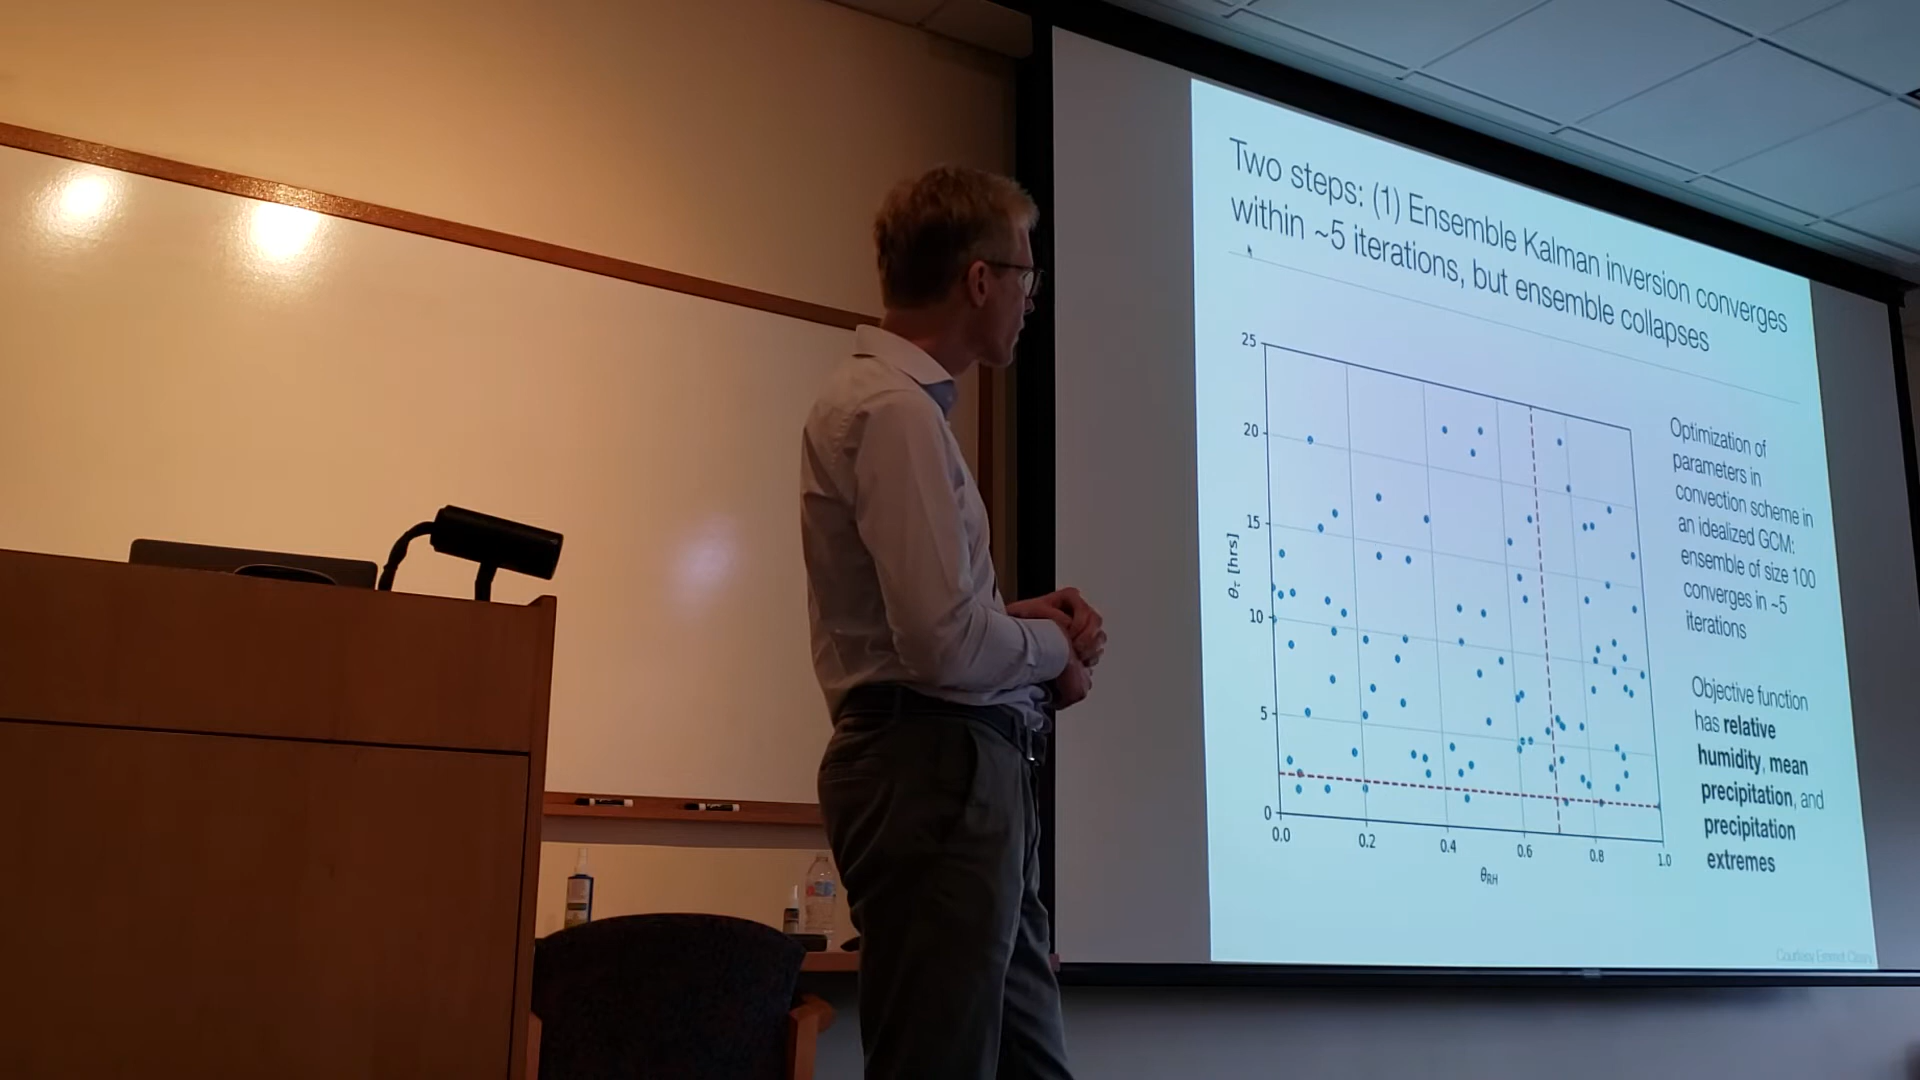 Two steps: (1) Ensemble Kalman inversion converges
within ~5 iterations, but ensemble collapses
25
20
15
10
5
0
θτ [hrs]
0.0
0.2
0.4
0.6
0.8
1.0
θRH
Optimization of
parameters in
convection scheme in
an idealized GCM:
ensemble of size 100
converges in ~5
iterations
Objective function
has relative
humidity, mean
precipitation, and
precipitation
extremes
Courtesy Emmet Cleary